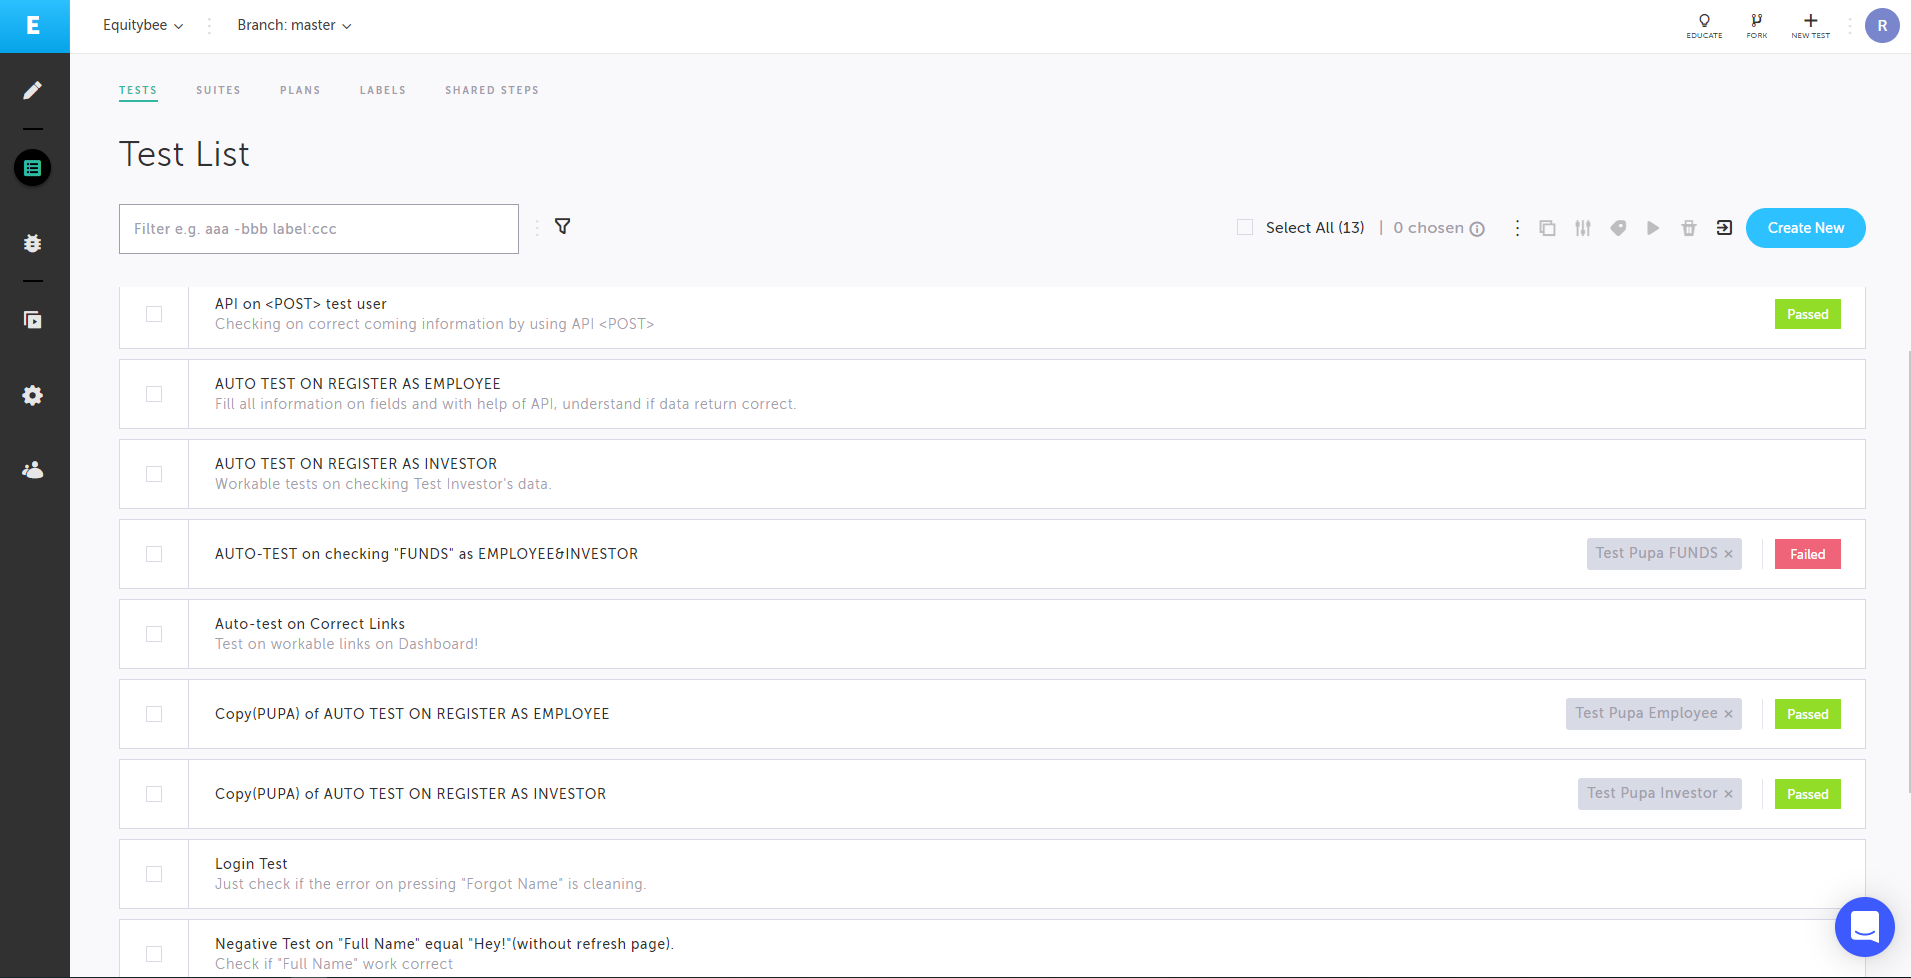 E
Equitybee
Branch: master
EDUCATE
FORK
NEW TEST
R
TESTS
SUITES
PLANS
LABELS
SHARED STEPS
Test List
Filter e.g. aaa -bbb label:ccc
Select All (13) | 0 chosen
Create New
API on <POST> test user
Checking on correct coming information by using API <POST>
Passed
AUTO TEST ON REGISTER AS EMPLOYEE
Fill all information on fields and with help of API, understand if data return correct.
AUTO TEST ON REGISTER AS INVESTOR
Workable tests on checking Test Investor's data.
AUTO-TEST on checking "FUNDS" as EMPLOYEE&INVESTOR
Test Pupa FUNDS ×
Failed
Auto-test on Correct Links
Test on workable links on Dashboard!
Copy(PUPA) of AUTO TEST ON REGISTER AS EMPLOYEE
Test Pupa Employee ×
Passed
Copy(PUPA) of AUTO TEST ON REGISTER AS INVESTOR
Test Pupa Investor ×
Passed
Login Test
Just check if the error on pressing "Forgot Name" is cleaning.
Negative Test on "Full Name" equal "Hey!"(without refresh page).
Check if "Full Name" work correct